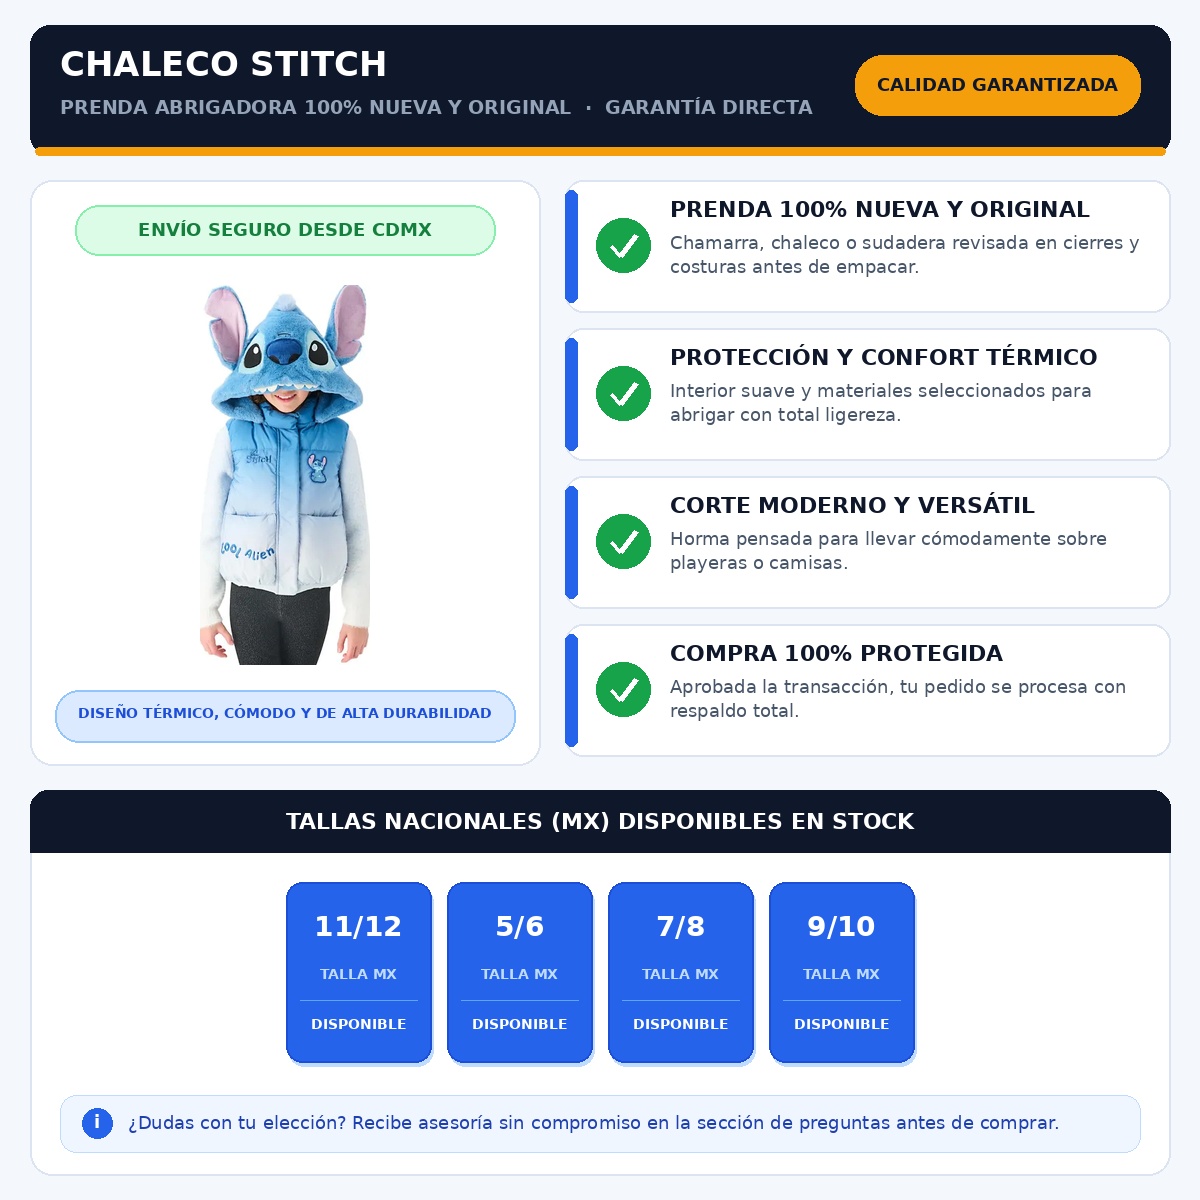 CHALECO STITCH
PRENDA ABRIGADORA 100% NUEVA Y ORIGINAL · GARANTÍA DIRECTA
CALIDAD GARANTIZADA
ENVÍO SEGURO DESDE CDMX
Stitch
COOL Alien
DISEÑO TÉRMICO, CÓMODO Y DE ALTA DURABILIDAD
PRENDA 100% NUEVA Y ORIGINAL
Chamarra, chaleco o sudadera revisada en cierres y
costuras antes de empacar.
PROTECCIÓN Y CONFORT TÉRMICO
Interior suave y materiales seleccionados para
abrigar con total ligereza.
CORTE MODERNO Y VERSÁTIL
Horma pensada para llevar cómodamente sobre
playeras o camisas.
COMPRA 100% PROTEGIDA
Aprobada la transacción, tu pedido se procesa con
respaldo total.
TALLAS NACIONALES (MX) DISPONIBLES EN STOCK
11/12
TALLA MX
DISPONIBLE
5/6
TALLA MX
DISPONIBLE
7/8
TALLA MX
DISPONIBLE
9/10
TALLA MX
DISPONIBLE
i
¿Dudas con tu elección? Recibe asesoría sin compromiso en la sección de preguntas antes de comprar.